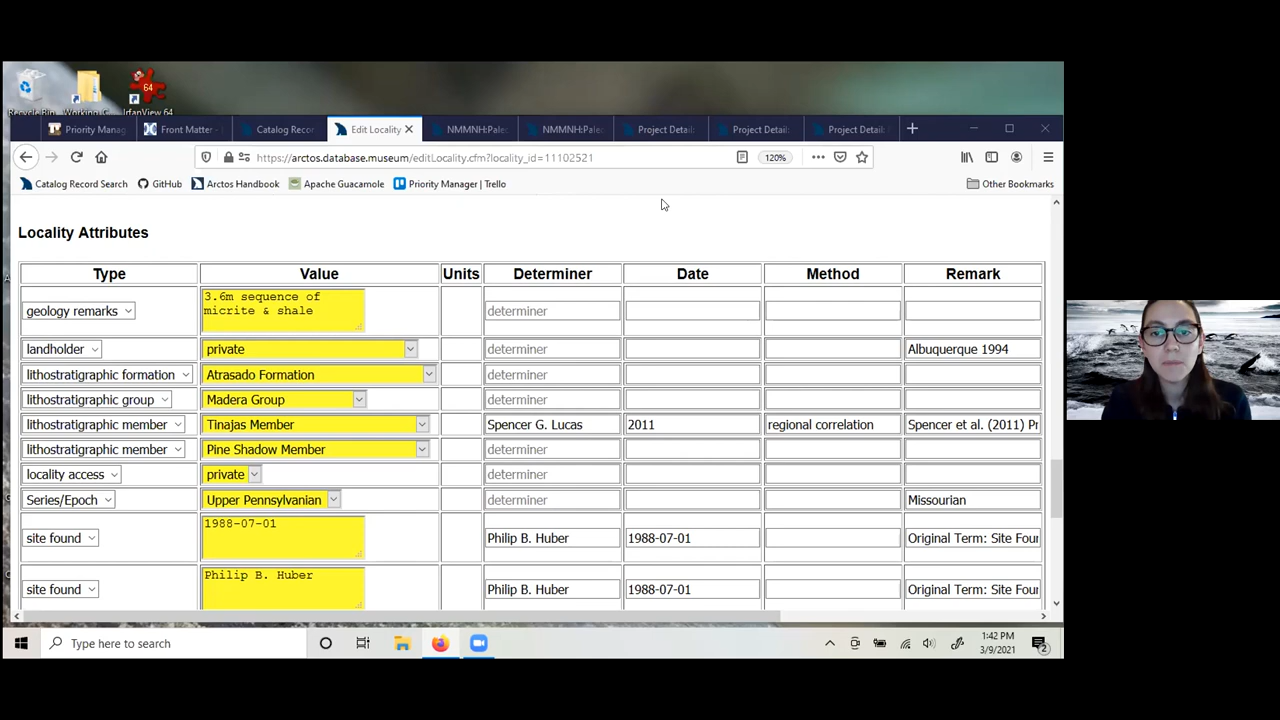 64
Recycle Bin
Working_C
IrfanView 64
Priority Manag
Front Matter -
Catalog Recor
Edit Locality
NMMNH:Pale
NMMNH:Pale
Project Detail
Project Detail
Project Detail
https://arctos.database.museum/editLocality.cfm?locality_id=11102521
120%
Catalog Record Search
GitHub
Arctos Handbook
Apache Guacamole
Priority Manager | Trello
Other Bookmarks
Locality Attributes
Type Value Units Determiner Date Method Remark
geology remarks 3.6m sequence of
micrite & shale determiner
landholder private determiner Albuquerque 1994
lithostratigraphic formation Atrasado Formation determiner
lithostratigraphic group Madera Group determiner
lithostratigraphic member Tinajas Member Spencer G. Lucas 2011 regional correlation Spencer et al. (2011) Pr
lithostratigraphic member Pine Shadow Member determiner
locality access private determiner
Series/Epoch Upper Pennsylvanian determiner Missourian
site found 1988-07-01 Philip B. Huber 1988-07-01 Original Term: Site Four
site found Philip B. Huber Philip B. Huber 1988-07-01 Original Term: Site Four
Type here to search
1:42 PM
3/9/2021
2